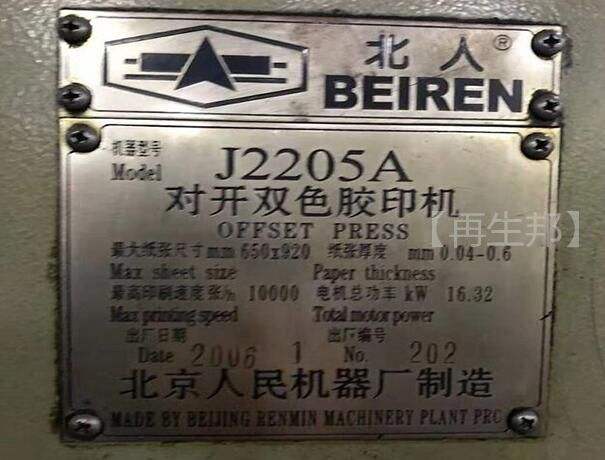 北人®
BEIREN
机器型号
Model J2205A
对开双色胶印机
OFFSET PRESS
【再生邦】
最大纸张尺寸mm 650x920 纸张厚度 mm 0.04-0.6
Max sheet size Paper thickness
最高印刷速度张/h 10000 电机总功率 kW 16.32
Max printing speed Total motor power
出厂日期 出厂编号
Date 2006 1 No. 202
北京人民机器厂制造
MADE BY BEIJING RENMIN MACHINERY PLANT PRC